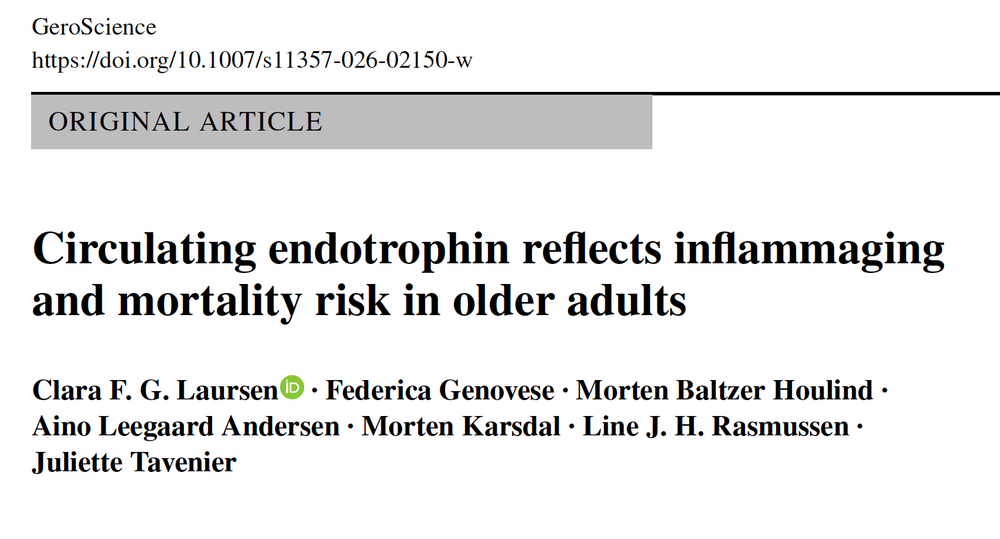 GeroScience
https://doi.org/10.1007/s11357-026-02150-w
ORIGINAL ARTICLE
Circulating endotrophin reflects inflammaging
and mortality risk in older adults
Clara F. G. Laursen iD · Federica Genovese · Morten Baltzer Houlind ·
Aino Leegaard Andersen · Morten Karsdal · Line J. H. Rasmussen ·
Juliette Tavenier